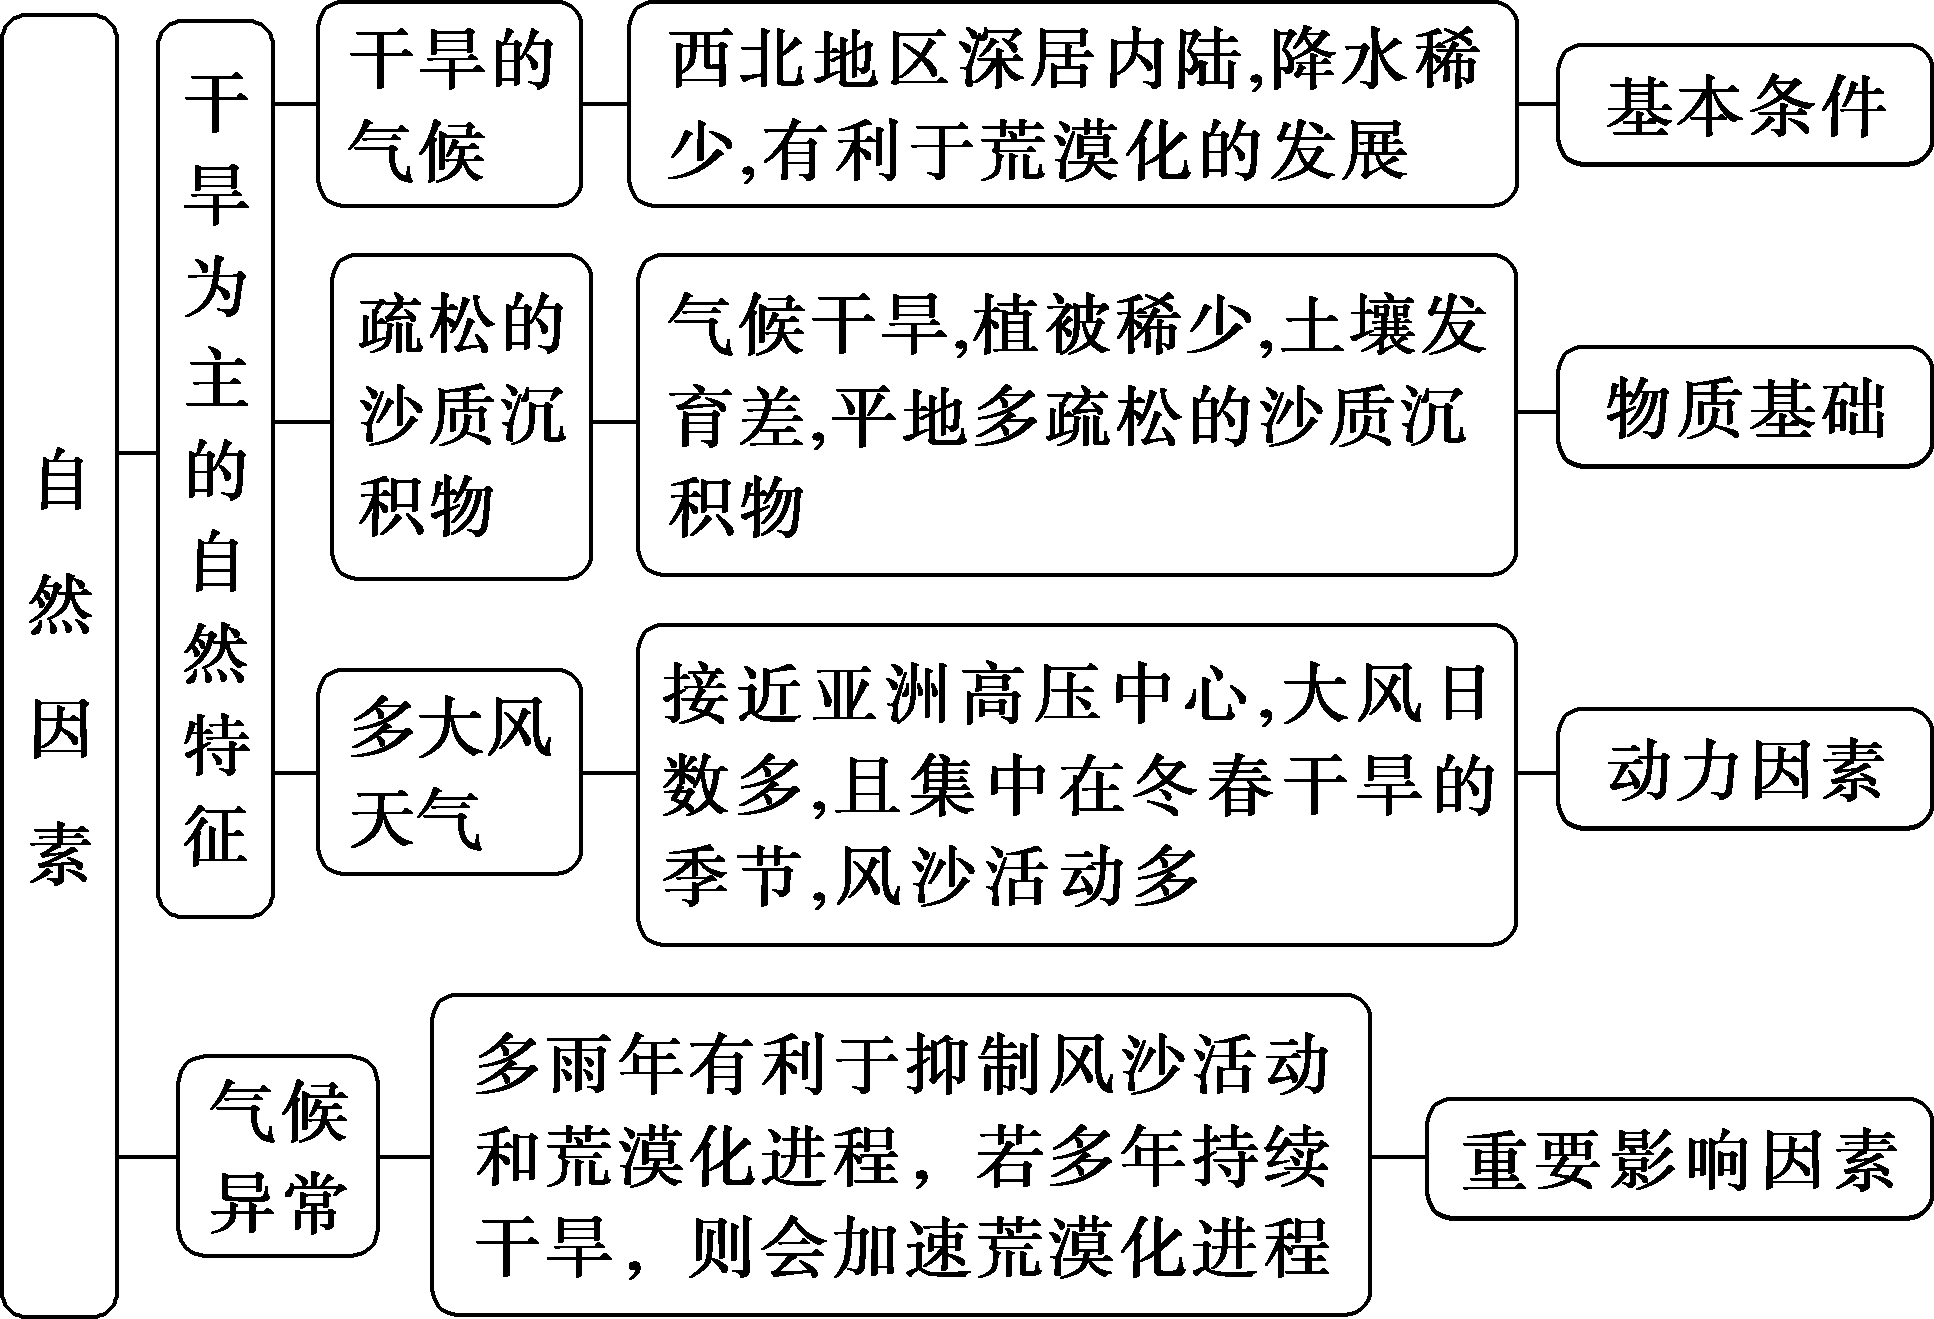 自然因素
干旱为主的自然特征
干旱的
气候
西北地区深居内陆,降水稀
少,有利于荒漠化的发展
基本条件
疏松的
沙质沉
积物
气候干旱,植被稀少,土壤发
育差,平地多疏松的沙质沉
积物
物质基础
多大风
天气
接近亚洲高压中心,大风日
数多,且集中在冬春干旱的
季节,风沙活动多
动力因素
气候
异常
多雨年有利于抑制风沙活动
和荒漠化进程，若多年持续
干旱，则会加速荒漠化进程
重要影响因素